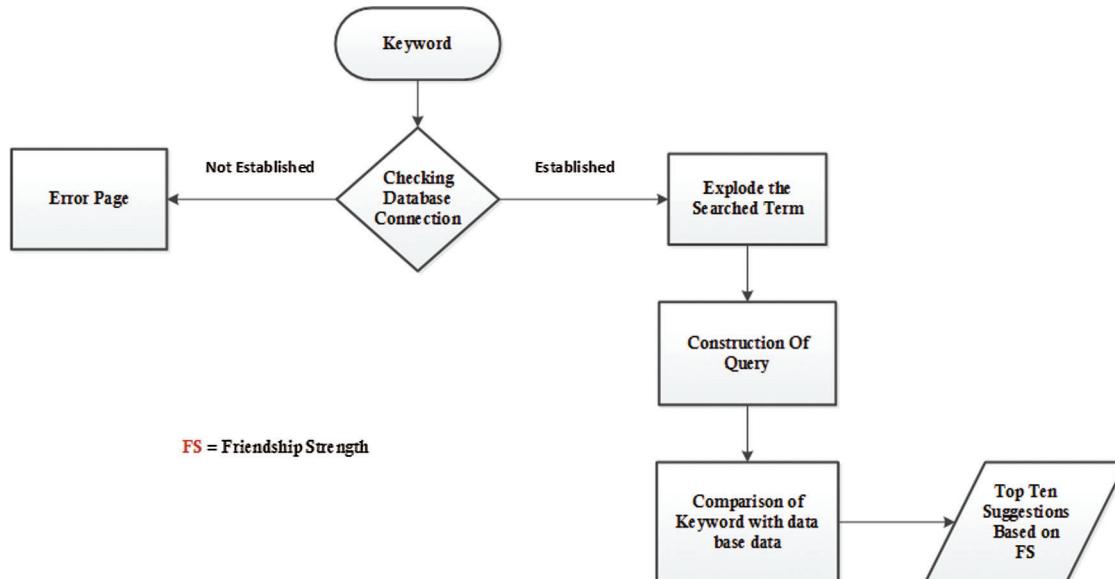 Keyword
Not Established
Established
Error Page
Checking
Database
Connection
Explode the
Searched Term
Construction Of
Query
FS = Friendship Strength
Comparison of
Keyword with data
base data
Top Ten
Suggestions
Based on
FS